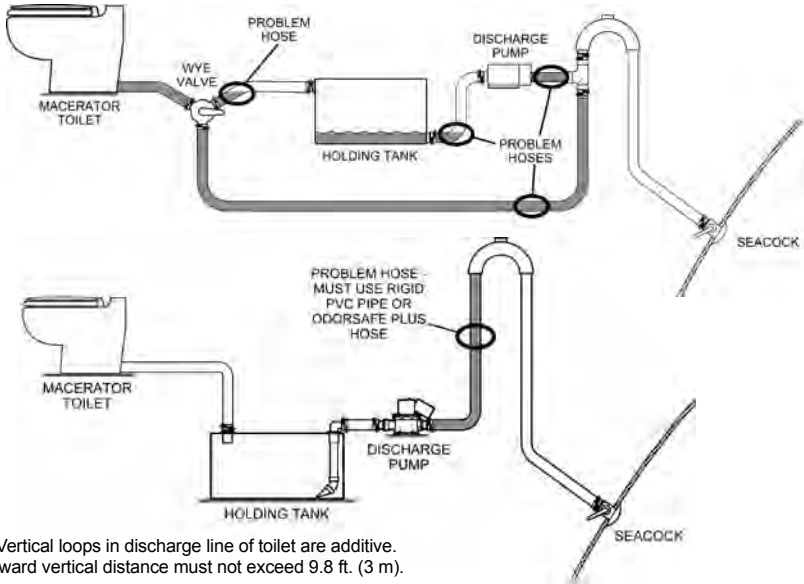 PROBLEM
HOSE
WYE
VALVE
MACERATOR
TOILET
HOLDING TANK
DISCHARGE
PUMP
PROBLEM
HOSES
SEACOCK
PROBLEM HOSE -
MUST USE RIGID
PVC PIPE OR
ODORSAFE PLUS
HOSE
MACERATOR
TOILET
DISCHARGE
PUMP
HOLDING TANK
SEACOCK
Vertical loops in discharge line of toilet are additive.
ward vertical distance must not exceed 9.8 ft. (3 m).